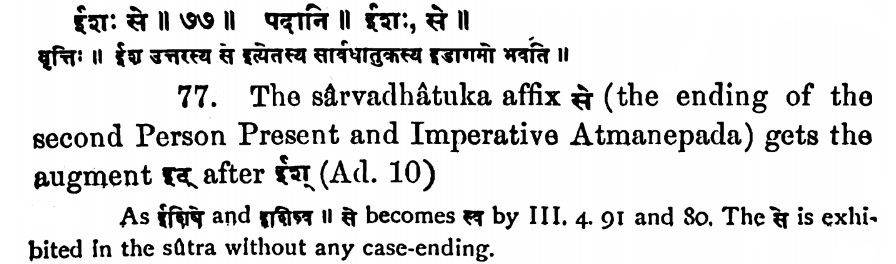 ईशः से ॥ ७७ ॥ पदानि ॥ ईशः, से ॥
वृत्तिः ॥ ईश उत्तरस्य से इत्येतस्य सार्वधातुकस्य इडागमो भवति ॥
77. The sârvadhâtuka affix से (the ending of the
second Person Present and Imperative Atmanepada) gets the
augment इट् after ईश् (Ad. 10)
As ईशिषे and ईशिष्व ॥ से becomes स्व by III. 4. 91 and 80. The से is exhi-
bited in the sûtra without any case-ending.